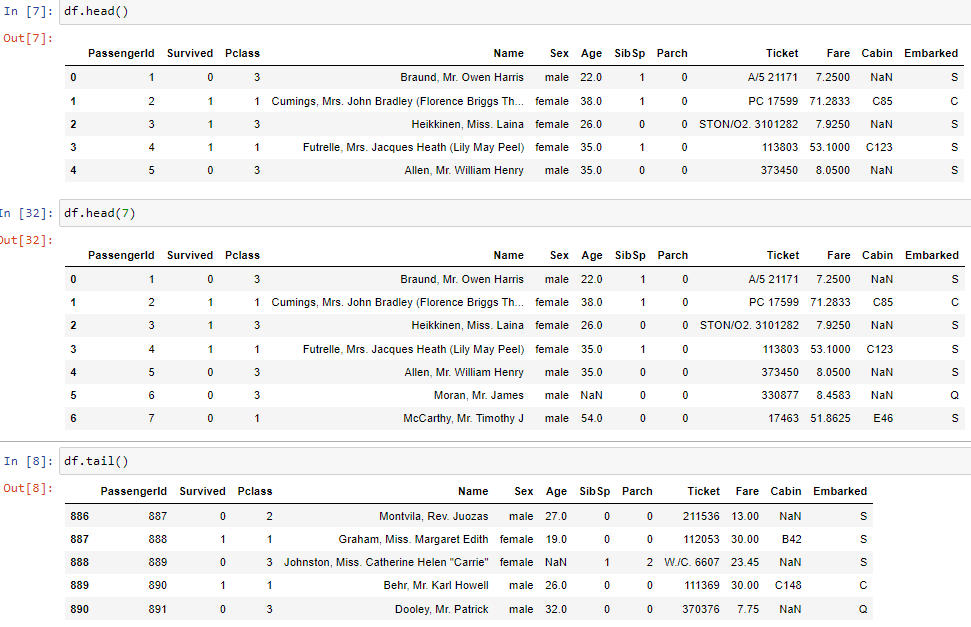 In [7]: df.head()
Out[7]:
PassengerId Survived Pclass Name Sex Age SibSp Parch Ticket Fare Cabin Embarked
0 1 0 3 Braund, Mr. Owen Harris male 22.0 1 0 A/5 21171 7.2500 NaN S
1 2 1 1 Cumings, Mrs. John Bradley (Florence Briggs Th... female 38.0 1 0 PC 17599 71.2833 C85 C
2 3 1 3 Heikkinen, Miss. Laina female 26.0 0 0 STON/O2. 3101282 7.9250 NaN S
3 4 1 1 Futrelle, Mrs. Jacques Heath (Lily May Peel) female 35.0 1 0 113803 53.1000 C123 S
4 5 0 3 Allen, Mr. William Henry male 35.0 0 0 373450 8.0500 NaN S
In [32]: df.head(7)
Out[32]:
PassengerId Survived Pclass Name Sex Age SibSp Parch Ticket Fare Cabin Embarked
0 1 0 3 Braund, Mr. Owen Harris male 22.0 1 0 A/5 21171 7.2500 NaN S
1 2 1 1 Cumings, Mrs. John Bradley (Florence Briggs Th... female 38.0 1 0 PC 17599 71.2833 C85 C
2 3 1 3 Heikkinen, Miss. Laina female 26.0 0 0 STON/O2. 3101282 7.9250 NaN S
3 4 1 1 Futrelle, Mrs. Jacques Heath (Lily May Peel) female 35.0 1 0 113803 53.1000 C123 S
4 5 0 3 Allen, Mr. William Henry male 35.0 0 0 373450 8.0500 NaN S
5 6 0 3 Moran, Mr. James male NaN 0 0 330877 8.4583 NaN Q
6 7 0 1 McCarthy, Mr. Timothy J male 54.0 0 0 17463 51.8625 E46 S
In [8]: df.tail()
Out[8]:
PassengerId Survived Pclass Name Sex Age SibSp Parch Ticket Fare Cabin Embarked
886 887 0 2 Montvila, Rev. Juozas male 27.0 0 0 211536 13.00 NaN S
887 888 1 1 Graham, Miss. Margaret Edith female 19.0 0 0 112053 30.00 B42 S
888 889 0 3 Johnston, Miss. Catherine Helen "Carrie" female NaN 1 2 W./C. 6607 23.45 NaN S
889 890 1 1 Behr, Mr. Karl Howell male 26.0 0 0 111369 30.00 C148 C
890 891 0 3 Dooley, Mr. Patrick male 32.0 0 0 370376 7.75 NaN Q